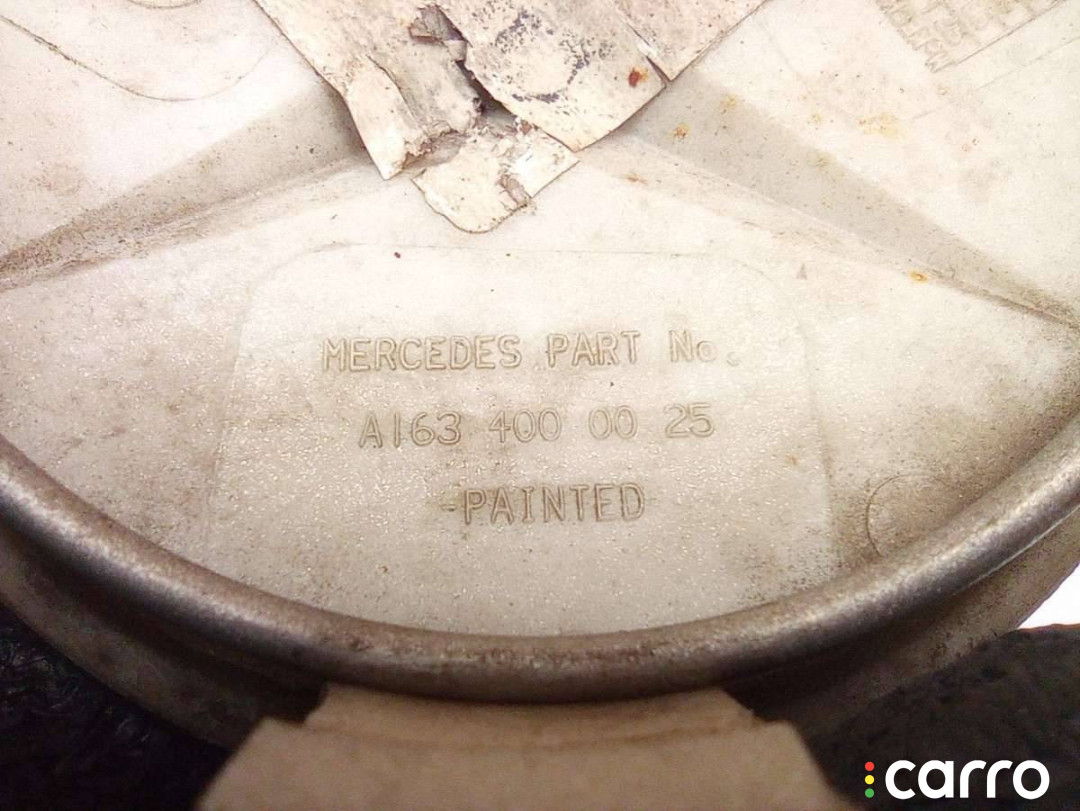 MERCEDES PART No.
A163 400 00 25
-PAINTED
carro